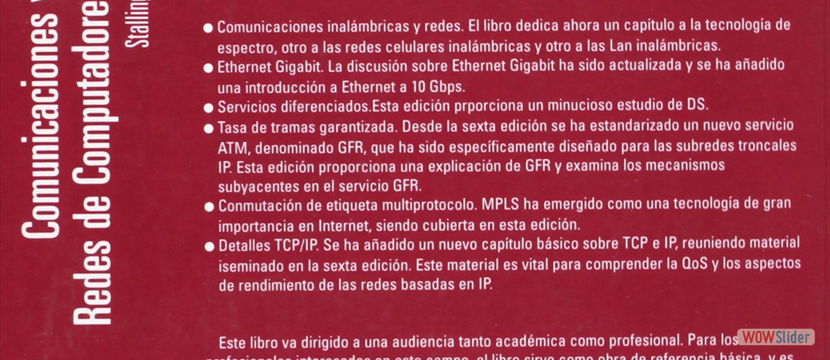 Comunicaciones y
Redes de Computadores
● Comunicaciones inalámbricas y redes. El libro dedica ahora un capítulo a la tecnología de
espectro, otro a las redes celulares inalámbricas y otro a las Lan inalámbricas.
● Ethernet Gigabit. La discusión sobre Ethernet Gigabit ha sido actualizada y se ha añadido
una introducción a Ethernet a 10 Gbps.
● Servicios diferenciados.Esta edición prporciona un minucioso estudio de DS.
● Tasa de tramas garantizada. Desde la sexta edición se ha estandarizado un nuevo servicio
ATM, denominado GFR, que ha sido específicamente diseñado para las subredes troncales
IP. Esta edición proporciona una explicación de GFR y examina los mecanismos
subyacentes en el servicio GFR.
● Conmutación de etiqueta multiprotocolo. MPLS ha emergido como una tecnología de gran
importancia en Internet, siendo cubierta en esta edición.
● Detalles TCP/IP. Se ha añadido un nuevo capítulo básico sobre TCP e IP, reuniendo material
iseminado en la sexta edición. Este material es vital para comprender la QoS y los aspectos
de rendimiento de las redes basadas en IP.
Este libro va dirigido a una audiencia tanto académica como profesional. Para los
WOWSlider